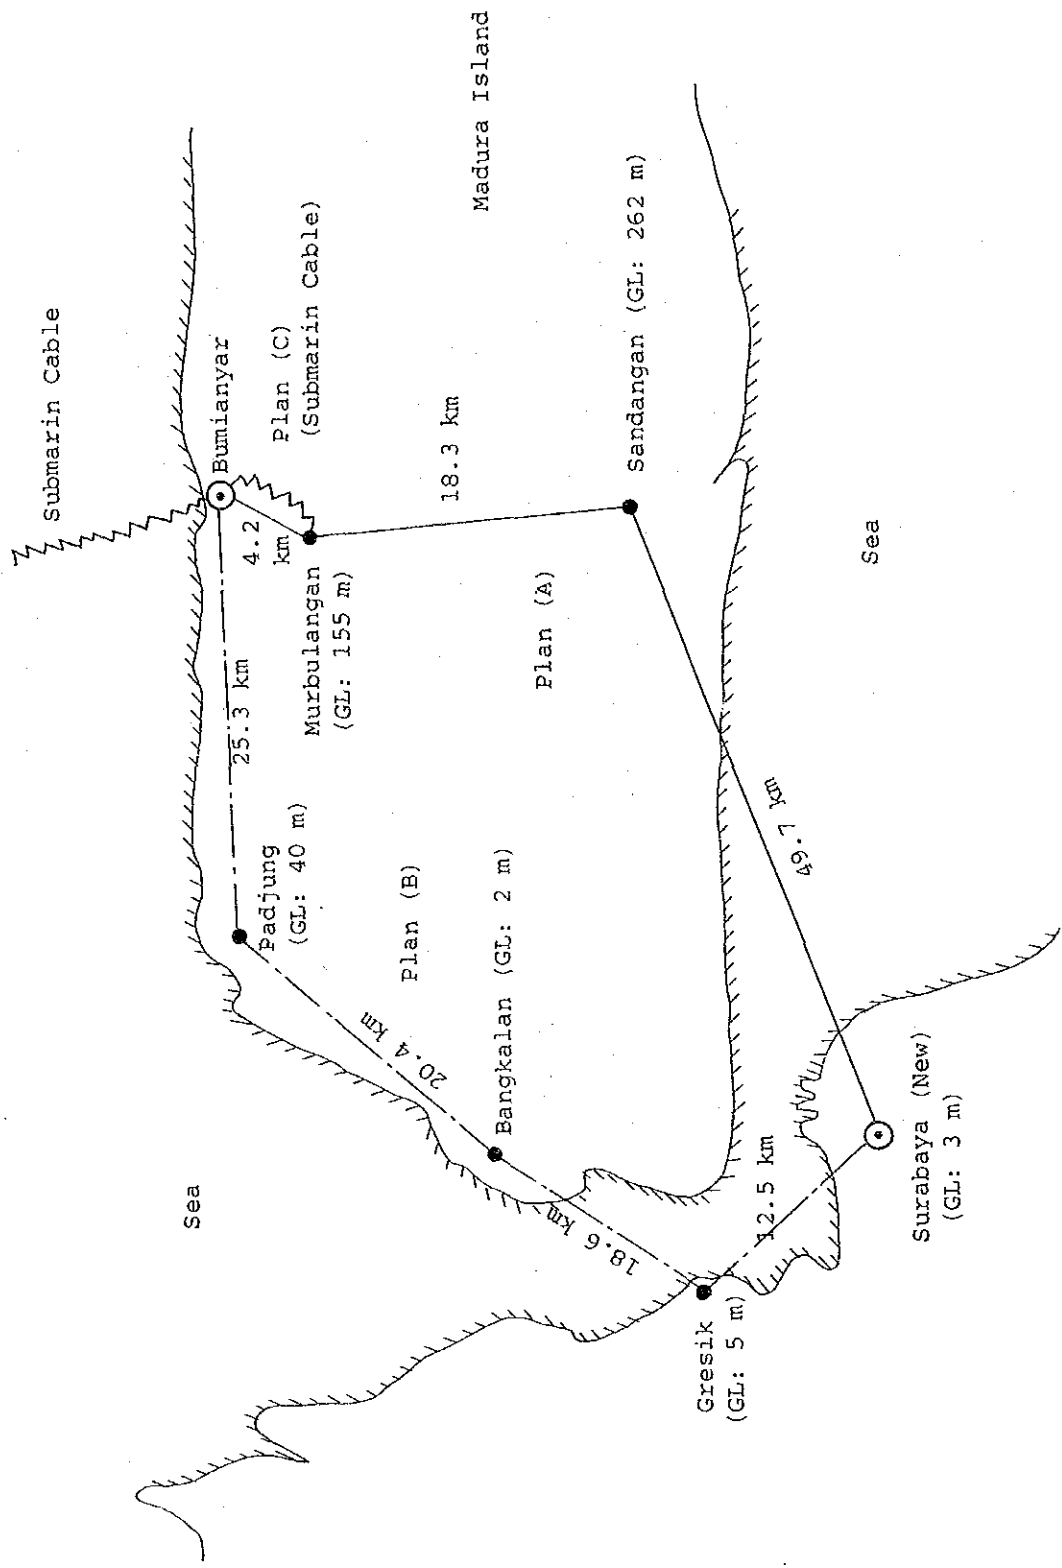 Submarin Cable
Sea
Bumianyar
25.3 km
4.2
km
Plan (C)
(Submarin Cable)
Padjung
(GL: 40 m)
Murbulangan
(GL: 155 m)
20.4 km
Plan (B)
18.3 km
Madura Island
Bangkalan (GL: 2 m)
Plan (A)
18.6 km
Sandangan (GL: 262 m)
Gresik
(GL: 5 m)
12.5 km
49.7 km
Sea
Surabaya (New)
(GL: 3 m)